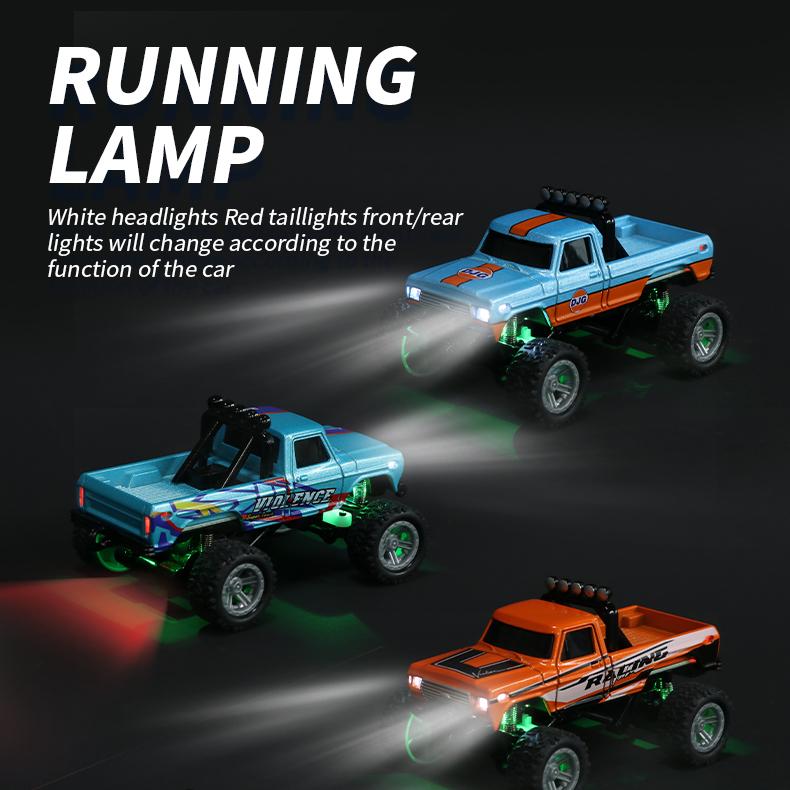 RUNNING
LAMP
White headlights Red taillights front/rear
lights will change according to the
function of the car
DJG
DJG
VIOLENCE
RACING